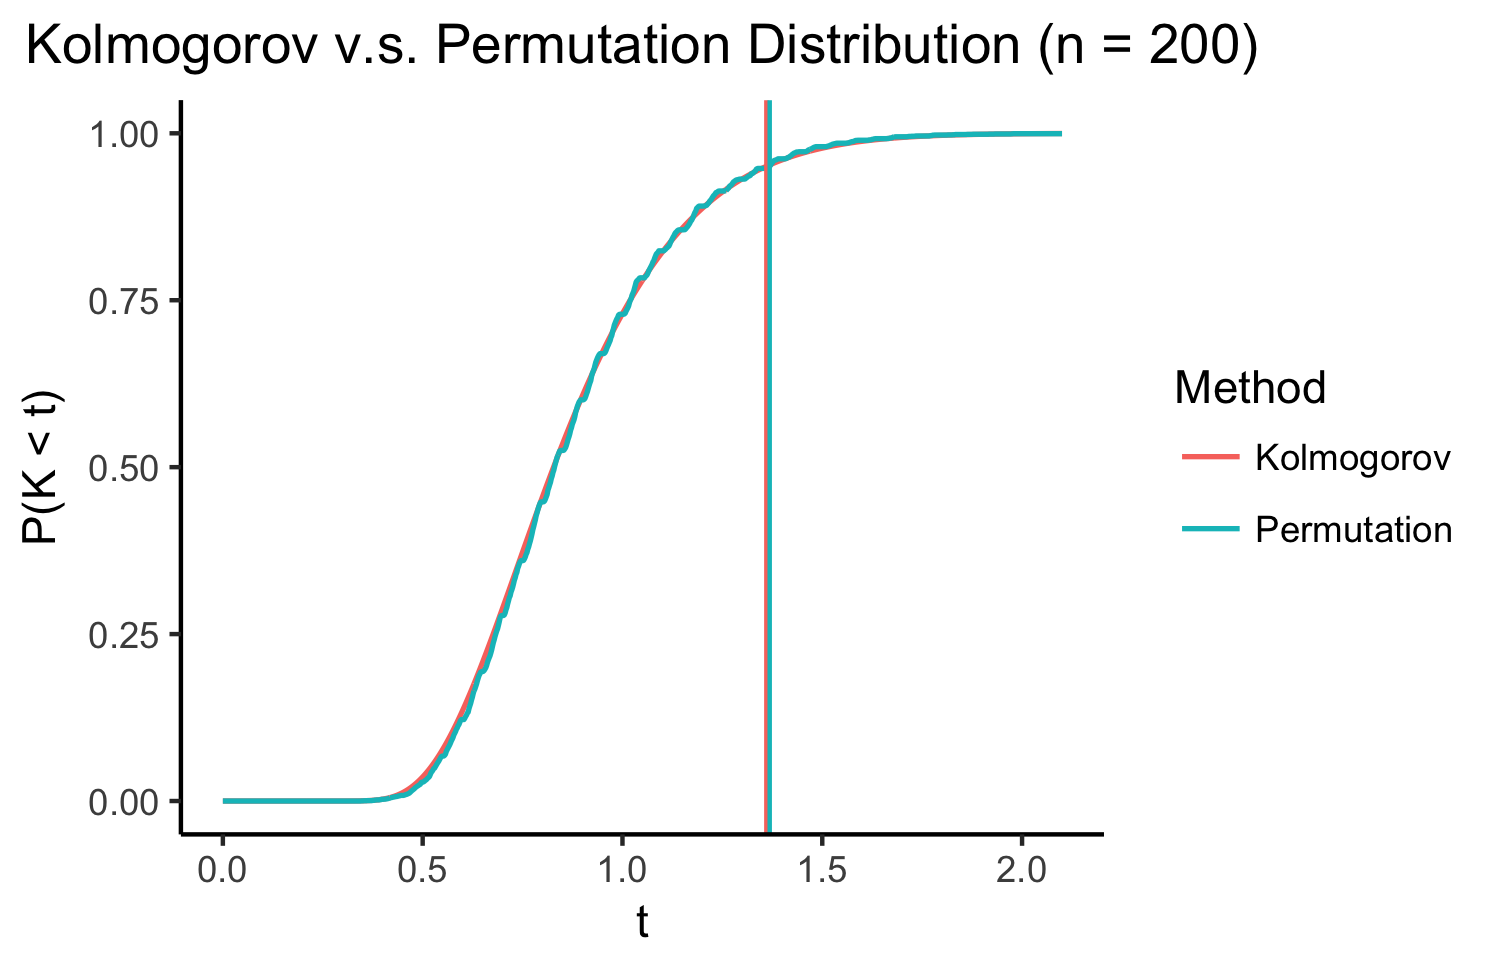 Kolmogorov v.s. Permutation Distribution (n = 200)
1.00
0.75
0.50
0.25
0.00
P(K < t)
0.0 0.5 1.0 1.5 2.0
t
Method
Kolmogorov
Permutation